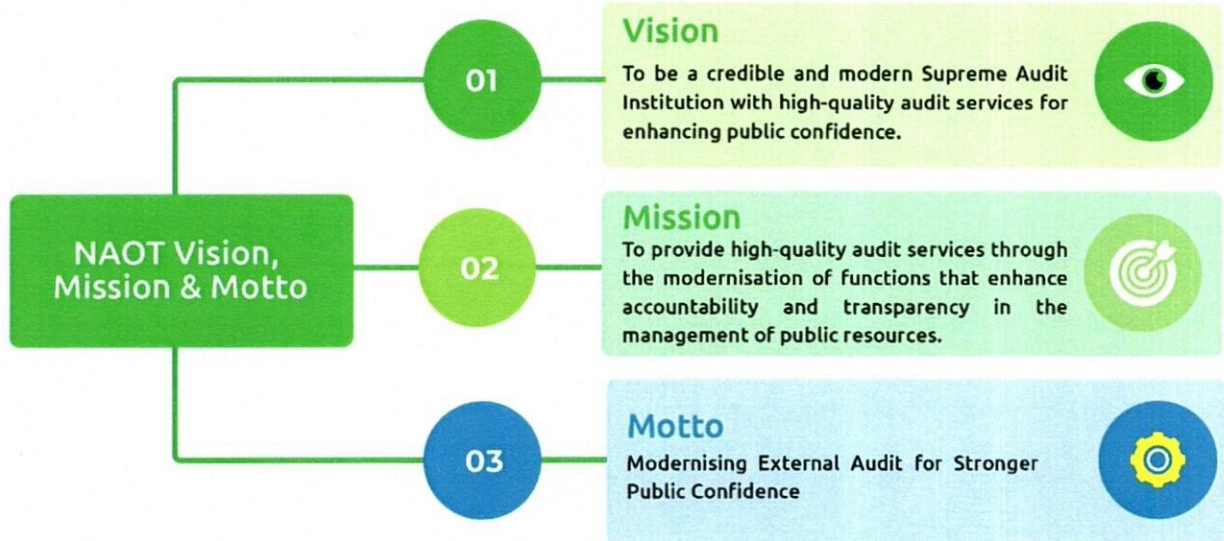 NAOT Vision,
Mission & Motto
01
Vision
To be a credible and modern Supreme Audit
Institution with high-quality audit services for
enhancing public confidence.
02
Mission
To provide high-quality audit services through
the modernisation of functions that enhance
accountability and transparency in the
management of public resources.
03
Motto
Modernising External Audit for Stronger
Public Confidence